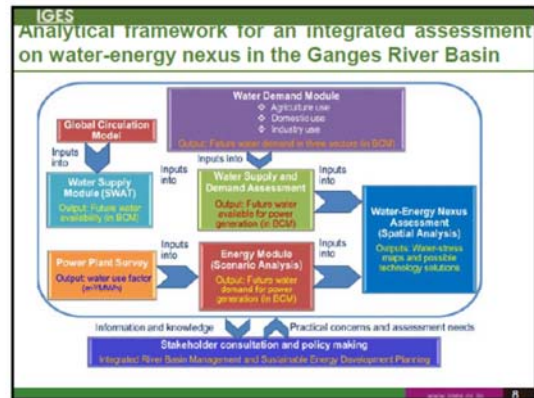 IGES
Analytical framework for an integrated assessment
on water-energy nexus in the Ganges River Basin
Water Demand Module
❖ Agriculture use
❖ Domestic use
❖ Industry use
Output: Future water demand in three sectors (in BCM)
Global Circulation
Model
Inputs
into
Inputs
into
Inputs into
Inputs
into
Water Supply
Module (SWAT)
Output: Future water
availability (in BCM)
Water Supply and
Demand Assessment
Output: Future water
available for power
generation (in BCM)
Water-Energy Nexus
Assessment
(Spatial Analysis)
Outputs: Water-stress
maps and possible
technology solutions
Power Plant Survey
Output: water use factor
(m³/MWh)
Inputs
into
Energy Module
(Scenario Analysis)
Output: Future water
demand for power
generation (in BCM)
Inputs
into
Information and knowledge
Practical concerns and assessment needs
Stakeholder consultation and policy making
Integrated River Basin Management and Sustainable Energy Development Planning
8